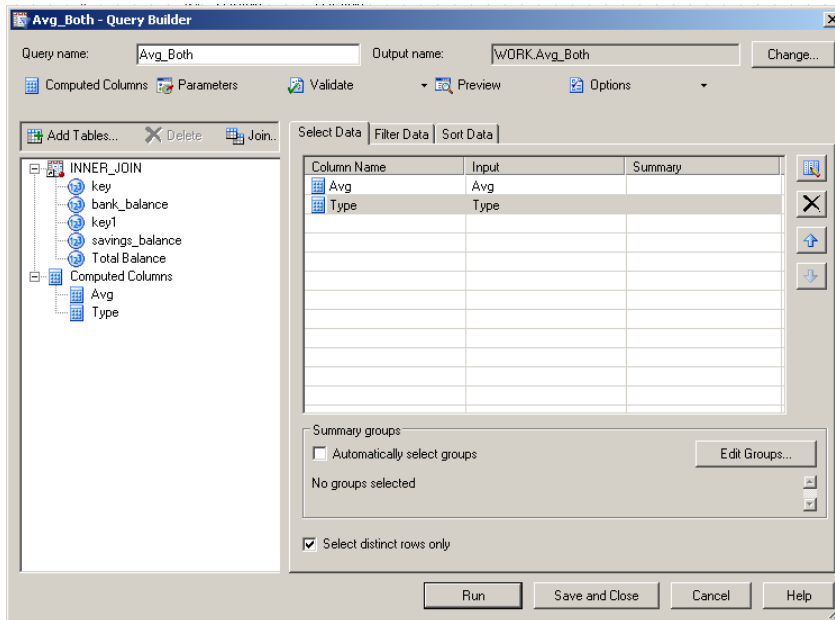 Avg_Both - Query Builder
Query name: Avg_Both Output name: WORK.Avg_Both Change...
Computed Columns Parameters Validate Preview Options
Add Tables... Delete Join..
Select Data Filter Data Sort Data
INNER_JOIN
key
bank_balance
key1
savings_balance
Total Balance
Computed Columns
Avg
Type
Column Name Input Summary
Avg Avg
Type Type
Summary groups
Automatically select groups Edit Groups...
No groups selected
Select distinct rows only
Run Save and Close Cancel Help